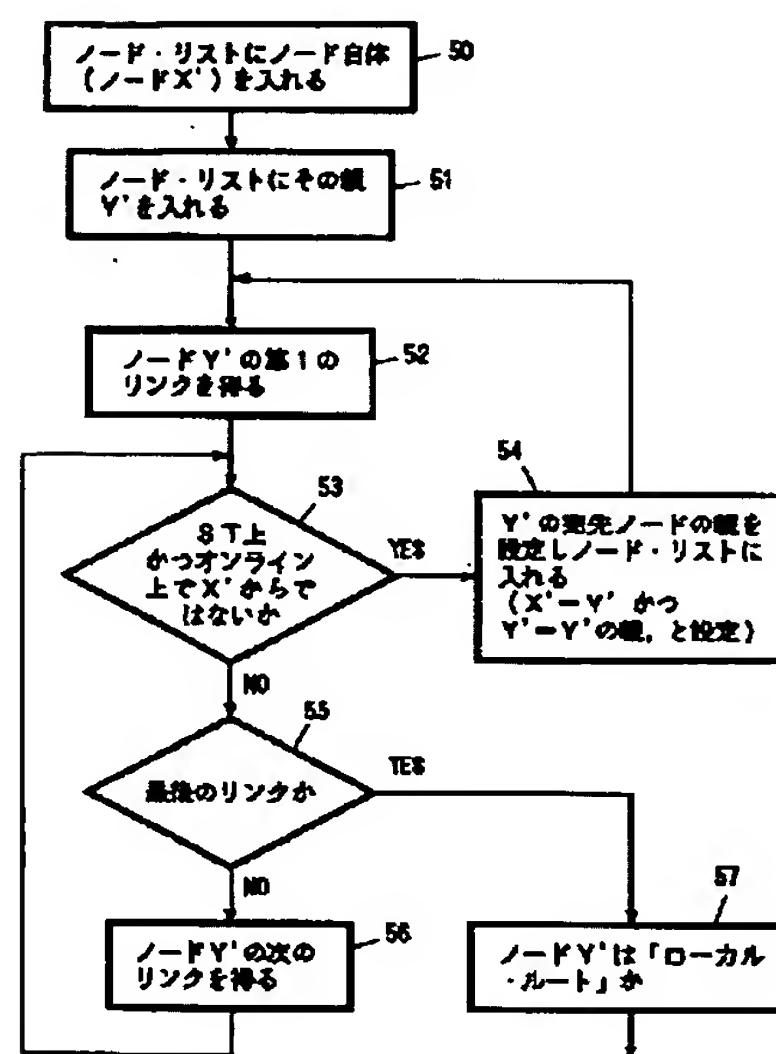 ノード・リストにノード自体
(ノードX')を入れる
50
ノード・リストにその親
Y'を入れる
51
ノードY'の第1の
リンクを得る
52
53
ST上
かつオンライン
上でX'からで
はないか
YES
54
Y'の宛先ノードの親を
設定しノード・リストに
入れる
(X'=Y' かつ
Y'=Y'の親, と設定)
NO
55
最後のリンクか
YES
NO
56
ノードY'の次の
リンクを得る
57
ノードY'は「ローカル
・ルート」か